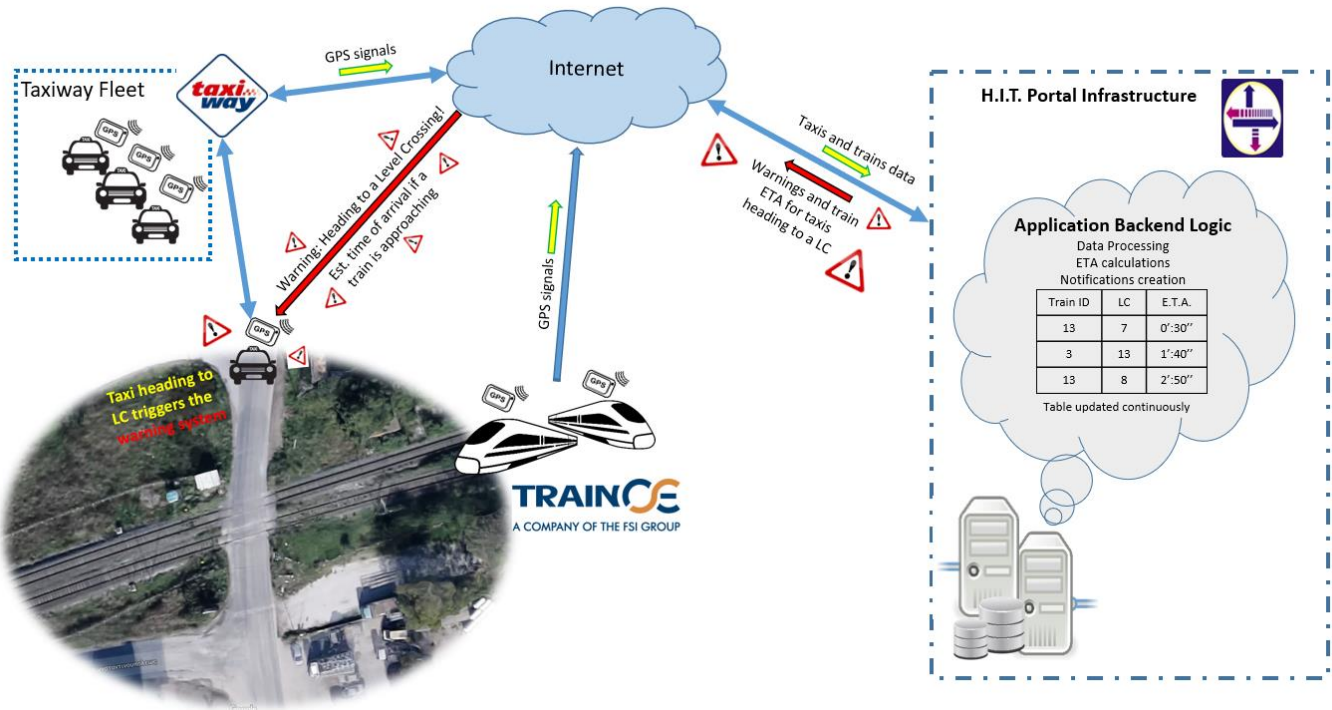 Taxiway Fleet
taxi
way
GPS
GPS
GPS
TAXI
GPS signals
Internet
Warning: Heading to a Level Crossing!
Est. time of arrival if a
train is approaching
GPS
Taxi heading to
LC triggers the
warning system
GPS signals
GPS
GPS
TRAINOSE
A COMPANY OF THE FSI GROUP
Taxis and trains data
Warnings and train
ETA for taxis
heading to a LC
H.I.T. Portal Infrastructure
Application Backend Logic
Data Processing
ETA calculations
Notifications creation
Train ID LC E.T.A.
13 7 0':30''
3 13 1':40''
13 8 2':50''
Table updated continuously